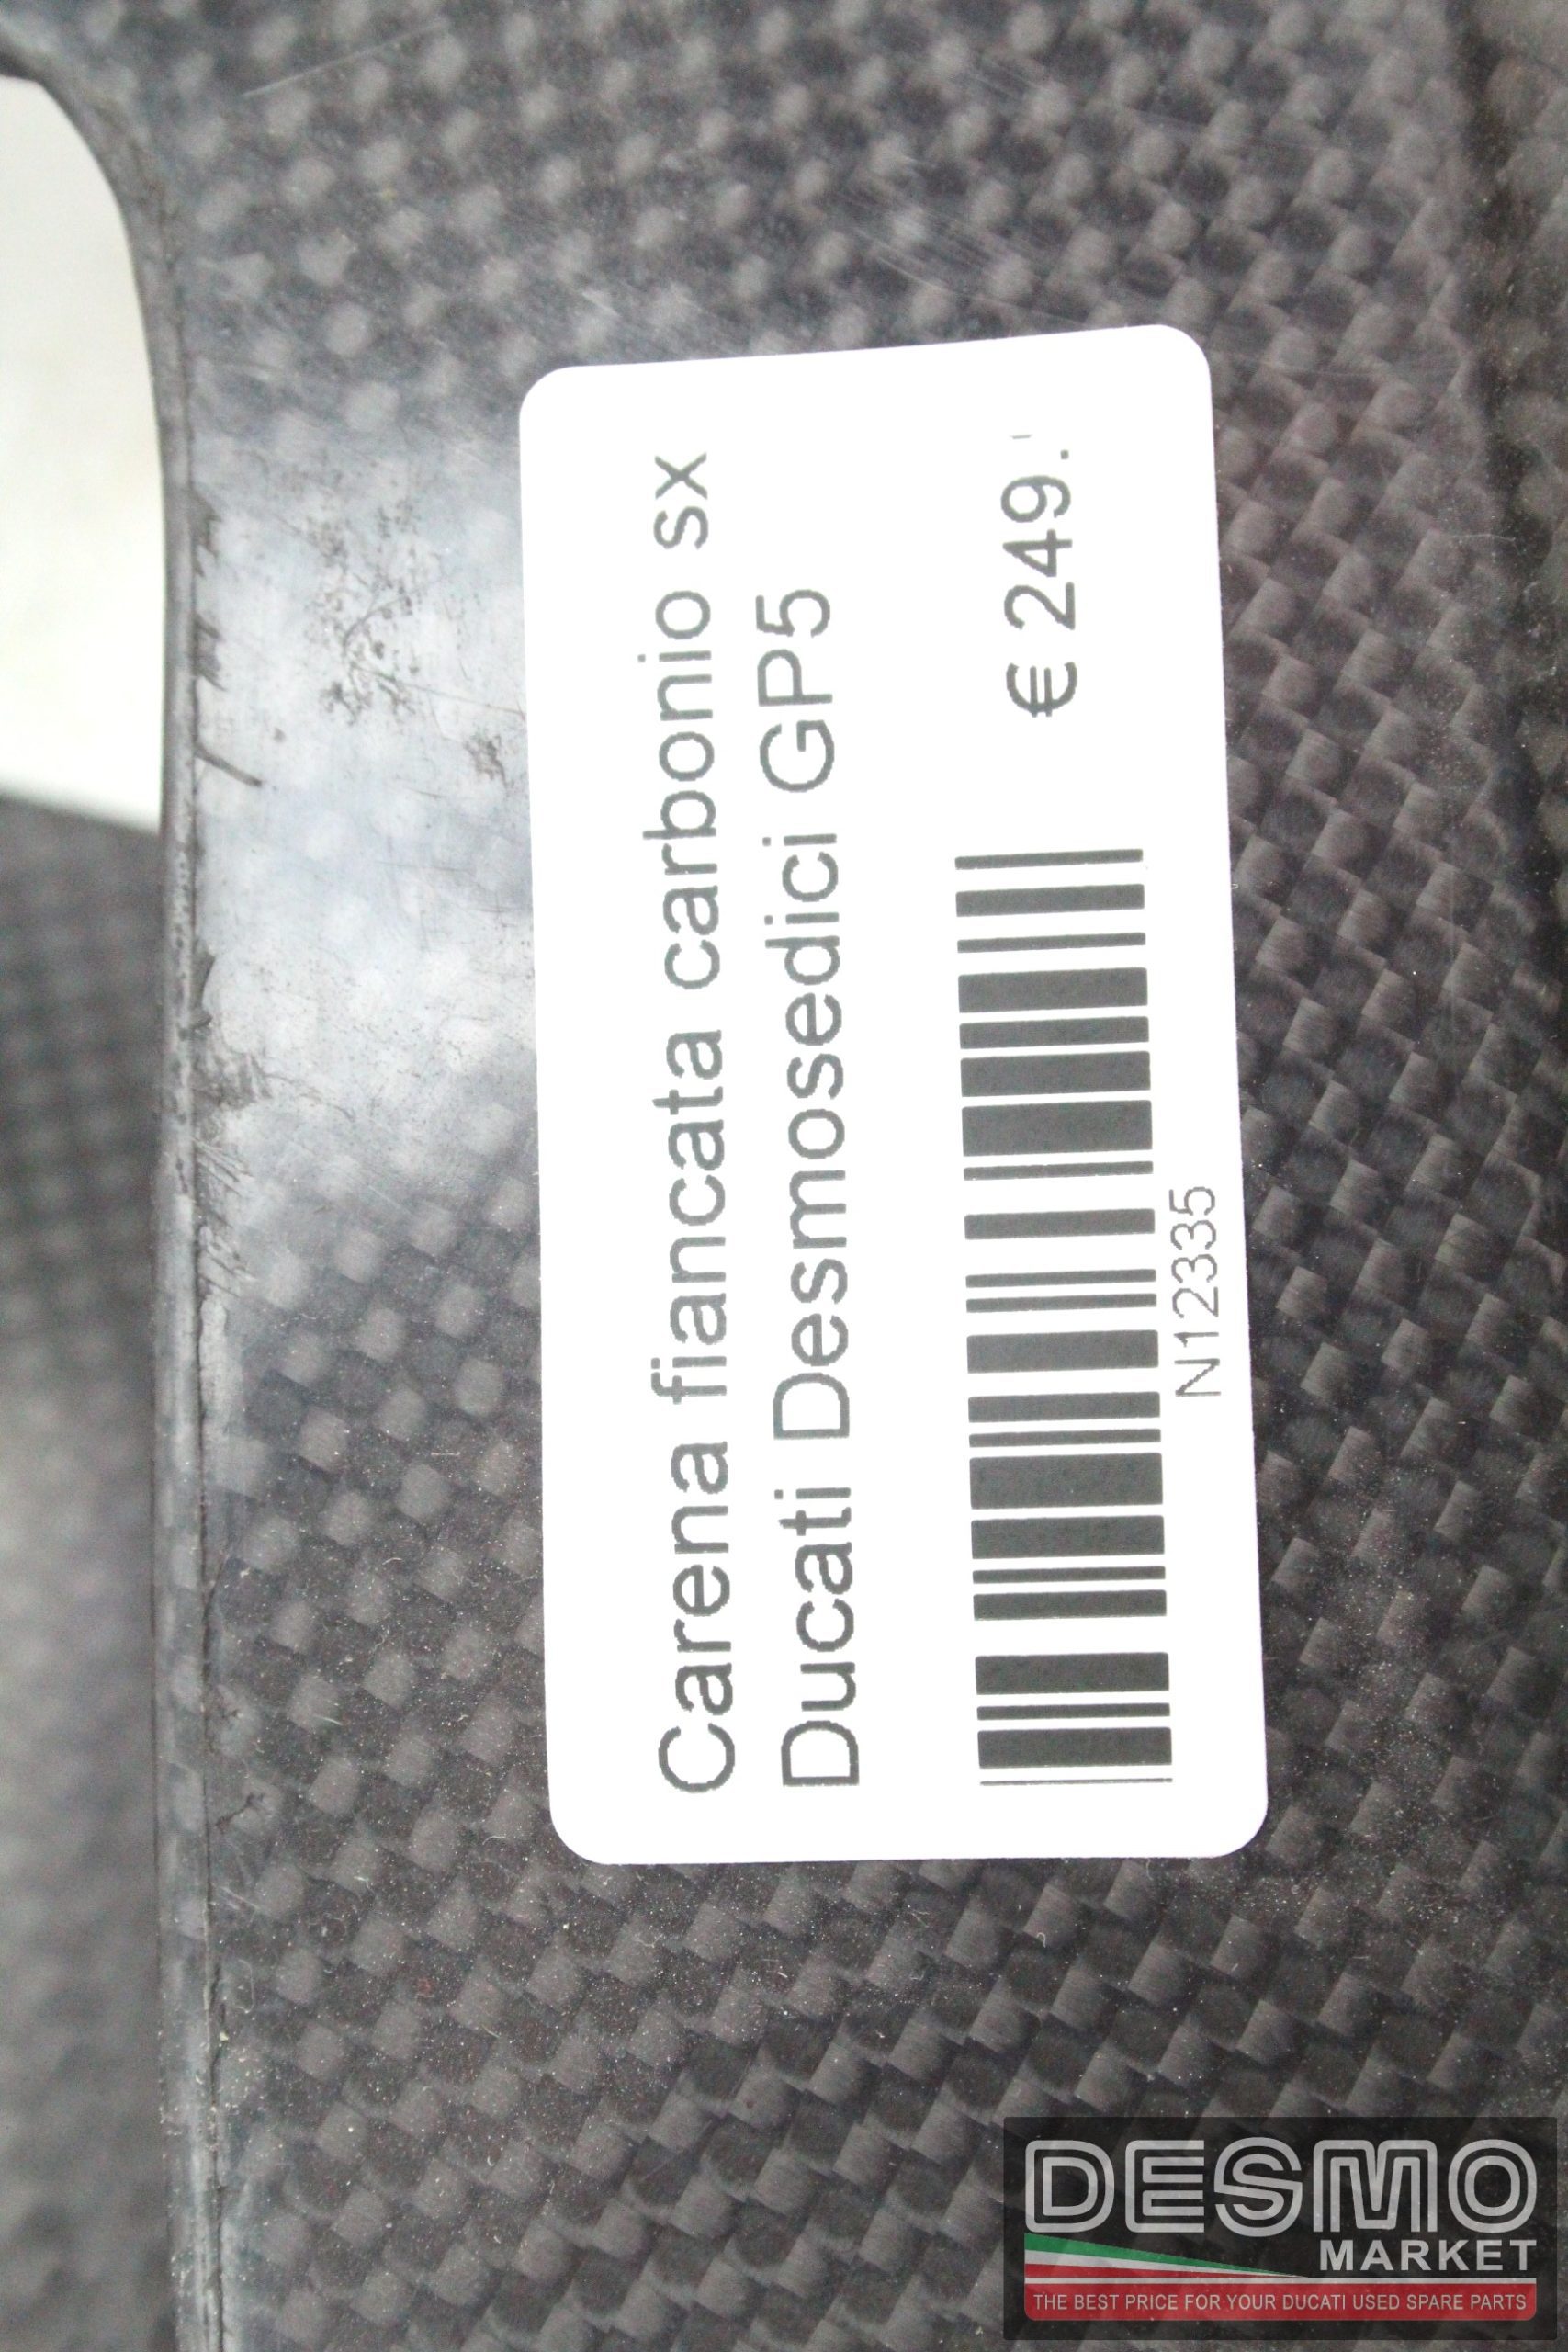 Carena fiancata carbonio sx
Ducati Desmosedici GP5
€ 249.
N12335
DESMO
MARKET
THE BEST PRICE FOR YOUR DUCATI USED SPARE PARTS